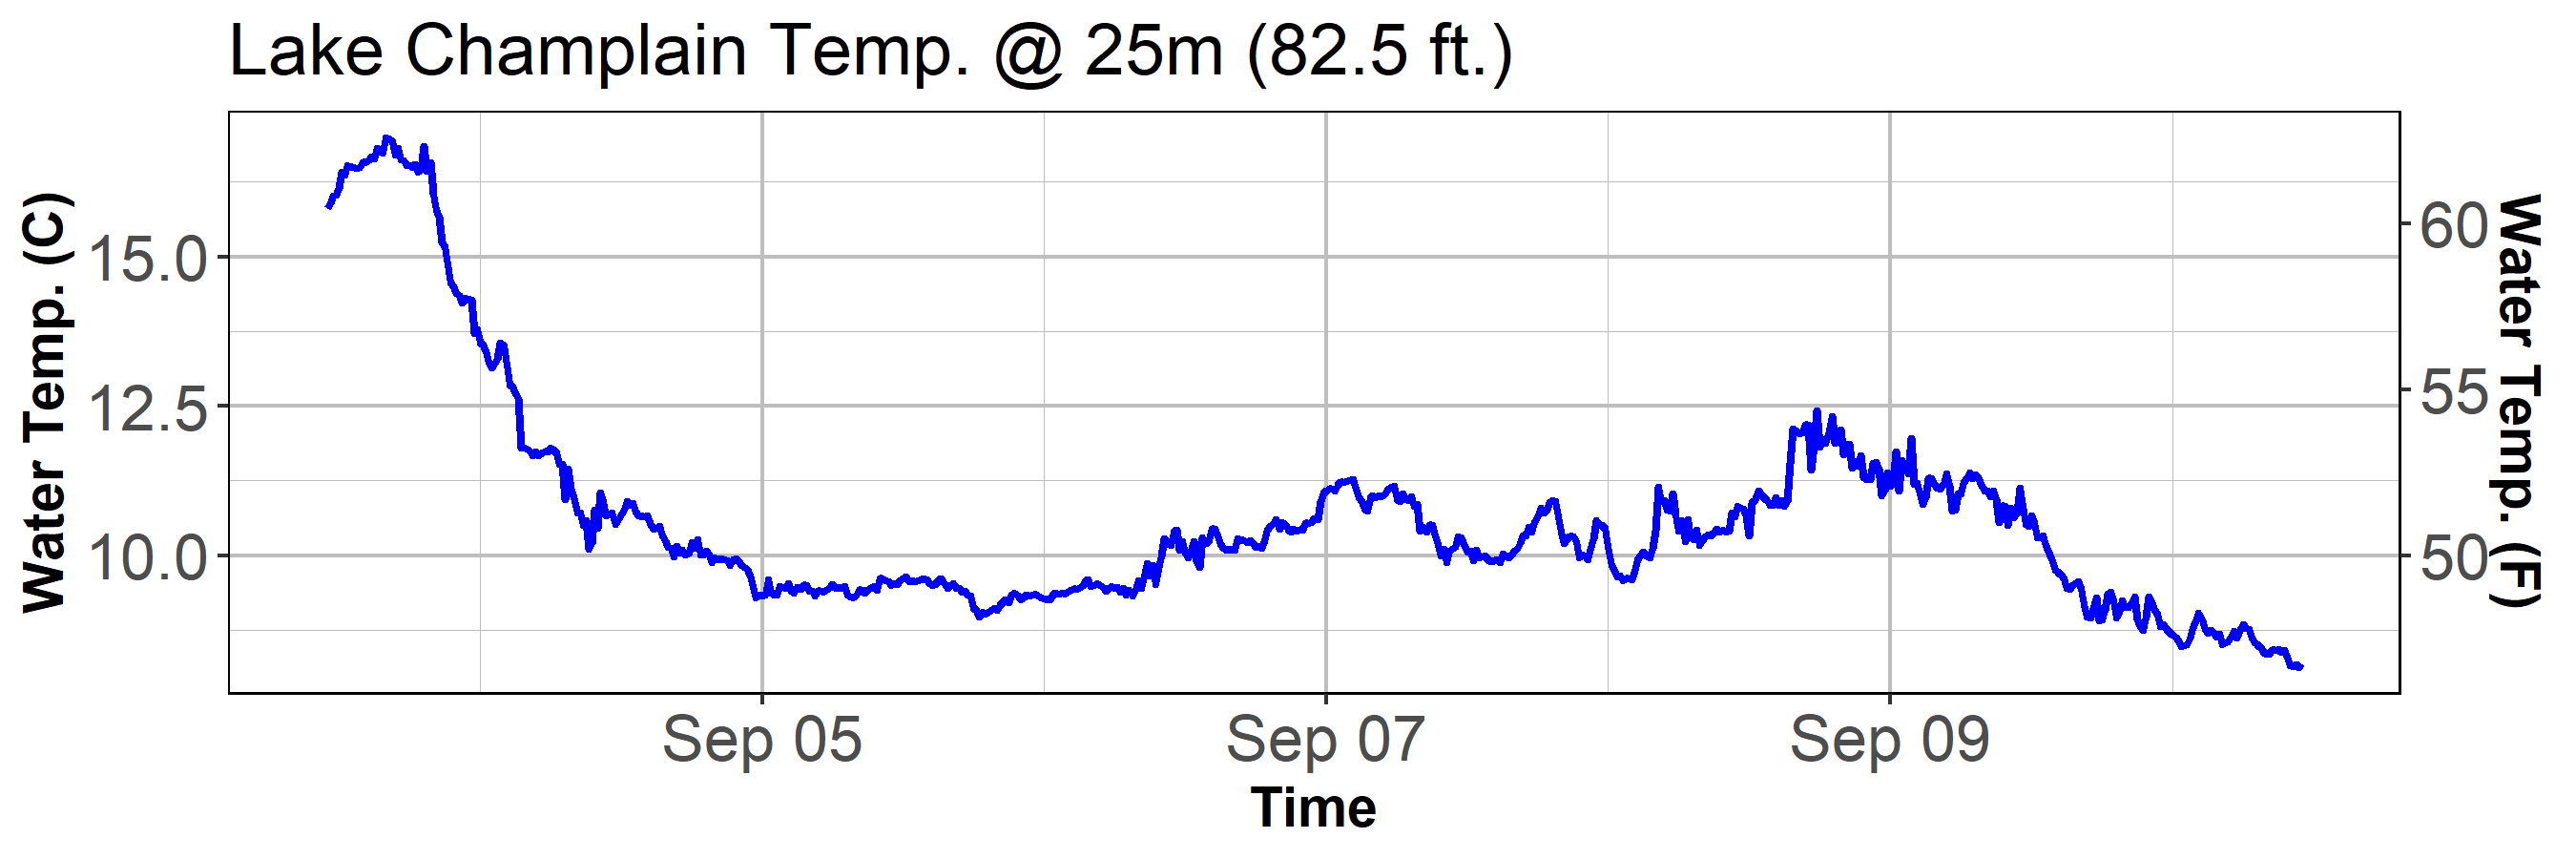 Lake Champlain Temp. @ 25m (82.5 ft.)
Water Temp. (C)
15.0
12.5
10.0
60
55
50
Water Temp. (F)
Sep 05
Sep 07
Sep 09
Time